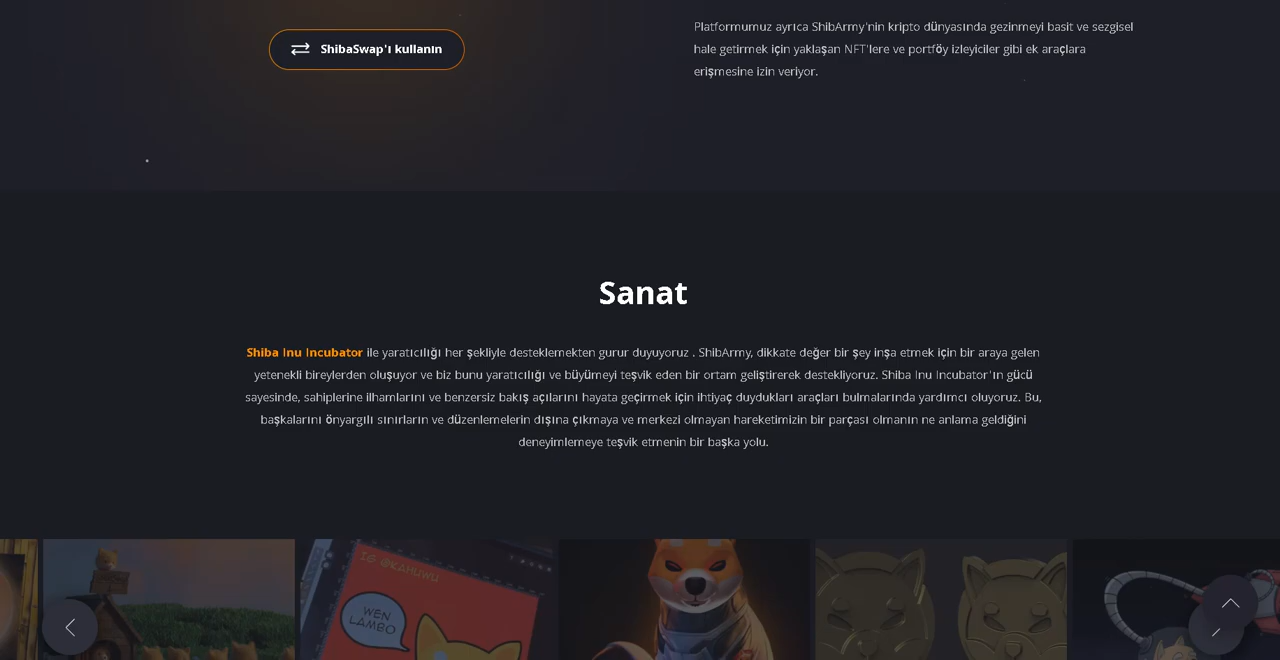 ShibaSwap'ı kullanın
Platformumuz ayrıca ShibArmy'nin kripto dünyasında gezinmeyi basit ve sezgisel
hale getirmek için yaklaşan NFT'lere ve portföy izleyiciler gibi ek araçlara
erişmesine izin veriyor.
Sanat
Shiba Inu Incubator ile yaratıcılığı her şekliyle desteklemekten gurur duyuyoruz . ShibArmy, dikkate değer bir şey inşa etmek için bir araya gelen
yetenekli bireylerden oluşuyor ve biz bunu yaratıcılığı ve büyümeyi teşvik eden bir ortam geliştirerek destekliyoruz. Shiba Inu Incubator'ın gücü
sayesinde, sahiplerine ilhamlarını ve benzersiz bakış açılarını hayata geçirmek için ihtiyaç duydukları araçları bulmalarında yardımcı oluyoruz. Bu,
başkalarını önyargılı sınırların ve düzenlemelerin dışına çıkmaya ve merkezi olmayan hareketimizin bir parçası olmanın ne anlama geldiğini
deneyimlemeye teşvik etmenin bir başka yolu.
IG @KAHUWU
WEN
LAMBO